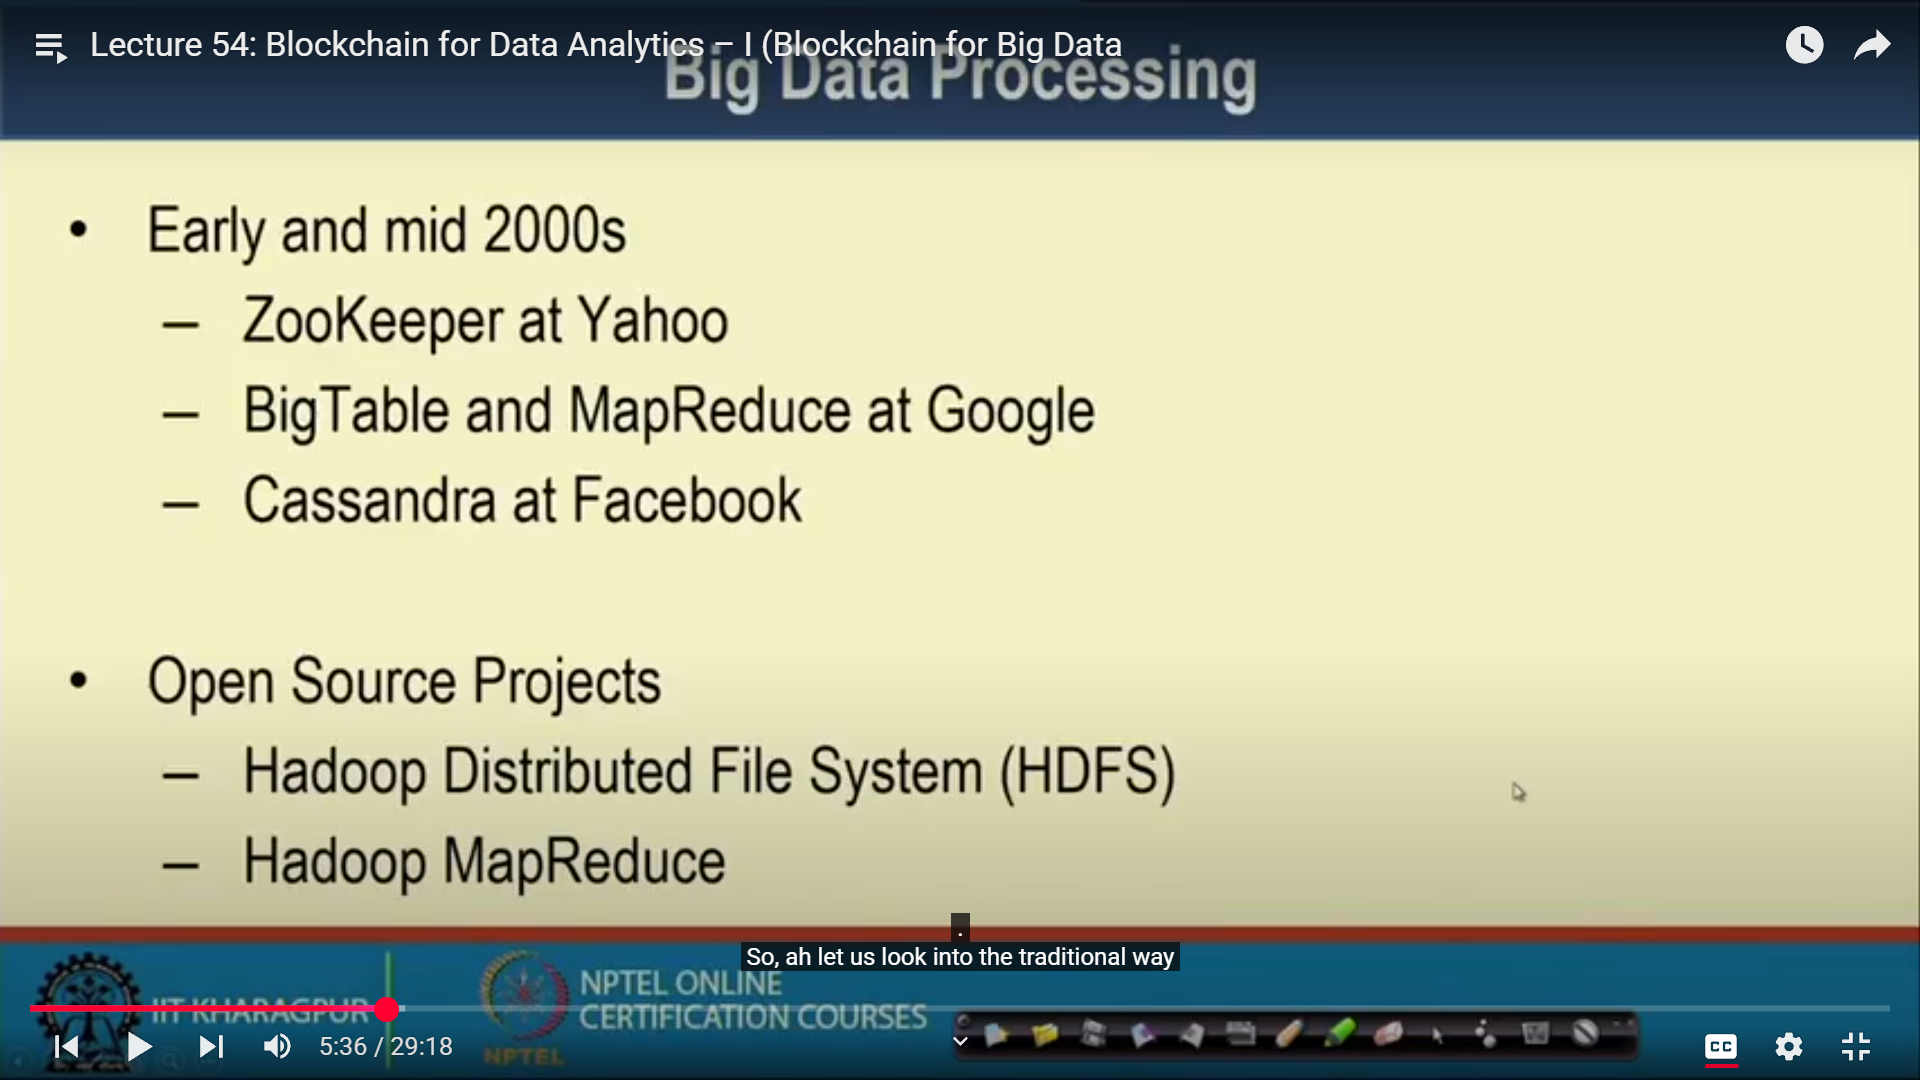 Lecture 54: Blockchain for Data Analytics – I (Blockchain for Big Data
Big Data Processing
• Early and mid 2000s
– ZooKeeper at Yahoo
– BigTable and MapReduce at Google
– Cassandra at Facebook
• Open Source Projects
– Hadoop Distributed File System (HDFS)
– Hadoop MapReduce
.
So, ah let us look into the traditional way
IIT KHARAGPUR
NPTEL ONLINE
CERTIFICATION COURSES
NPTEL
5:36 / 29:18
CC